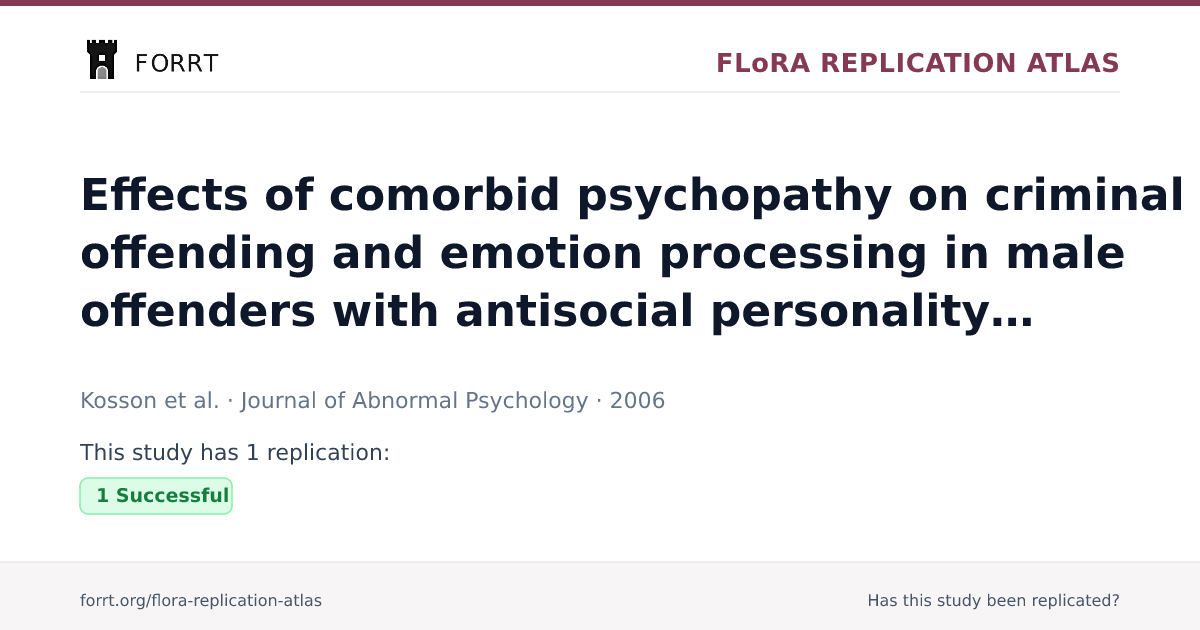 FORRT
FLoRA REPLICATION ATLAS
Effects of comorbid psychopathy on criminal
offending and emotion processing in male
offenders with antisocial personality…
Kosson et al. · Journal of Abnormal Psychology · 2006
This study has 1 replication:
1 Successful
forrt.org/flora-replication-atlas
Has this study been replicated?